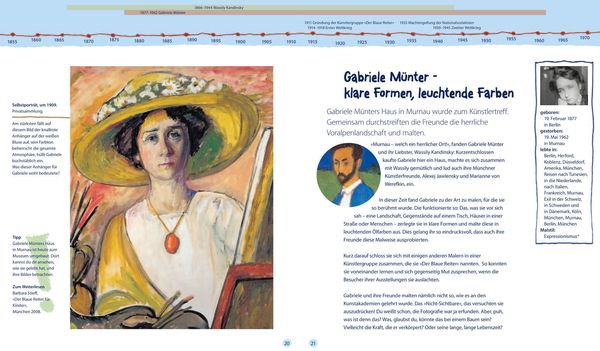 1866-1944 Wassily Kandinsky
1877-1962 Gabriele Münter
1911 Gründung der Künstlergruppe »Der Blaue Reiter«
1914-1918 Erster Weltkrieg
1933 Machtergreifung der Nationalsozialisten
1939-1945 Zweiter Weltkrieg
1855 1860 1865 1870 1875 1880 1885 1890 1895 1900 1905 1910 1915 1920 1925 1930 1935 1940 1945 1950 1955 1960 1965 1970
Selbstporträt, um 1909.
Privatsammlung.
Am stärksten fällt auf
diesem Bild der knallrote
Anhänger auf der weißen
Bluse auf, sein Farbton
beherrscht die gesamte
Atmosphäre, hüllt Gabriele
buchstäblich ein.
Was dieser Anhänger für
Gabriele wohl bedeutete?
Tipp
Gabriele Münters Haus
in Murnau ist heute zum
Museum umgebaut. Dort
kannst du dir ansehen,
wie sie gelebt hat, und
ihre Bilder betrachten.
Zum Weiterlesen
Barbara Stieff,
»Der Blaue Reiter für
Kinder«,
München 2008.
Gabriele Münter -
klare Formen, leuchtende Farben
Gabriele Münters Haus in Murnau wurde zum Künstlertreff.
Gemeinsam durchstreiften die Freunde die herrliche
Voralpenlandschaft und malten.
»Murnau – welch ein herrlicher Ort!«, fanden Gabriele Münter
und ihr Liebster, Wassily Kandinsky. Kurzentschlossen
kaufte Gabriele hier ein Haus, machte es sich zusammen
mit Wassily gemütlich und lud auch ihre Münchner
Künstlerfreunde, Alexej Jawlensky und Marianne von
Werefkin, ein.
In dieser Zeit fand Gabriele zu der Art zu malen, für die sie
so berühmt wurde. Die funktionierte so: Das, was sie vor sich
sah – eine Landschaft, Gegenstände auf einem Tisch, Häuser in einer
Straße oder Menschen – zerlegte sie in klare Formen und malte diese in
leuchtenden Ölfarben aus. Dies gelang ihr so eindrucksvoll, dass auch ihre
Freunde diese Malweise ausprobierten.
Kurz darauf schloss sie sich mit einigen anderen Malern in einer
Künstlergruppe zusammen, die sie »Der Blaue Reiter« nannten. So konnten
sie voneinander lernen und sich gegenseitig Mut zusprechen, wenn die
Besucher ihrer Ausstellungen sie auslachten.
Gabriele und ihre Freunde malten nämlich nicht so, wie es an den
Kunstakademien gelehrt wurde. Das »Nicht-Sichtbare«, das versuchten sie
auszudrücken! Du weißt schon, die Fotografie war ja erfunden. Aber, puh,
was ist denn das? Was, glaubst du, könnte das bei einem Baum sein?
Vielleicht die Kraft, die er verkörpert? Oder seine lange, lange Lebenszeit?
geboren:
19. Februar 1877
in Berlin
gestorben:
19. Mai 1962
in Murnau
lebte in:
Berlin, Herford,
Koblenz, Düsseldorf,
Amerika, München,
Reisen nach Tunesien,
in die Niederlande,
nach Italien,
Frankreich, Murnau,
Exil in der Schweiz,
in Schweden und
in Dänemark, Köln,
München, Murnau,
Berlin, München
Malstil:
Expressionismus*
20
21